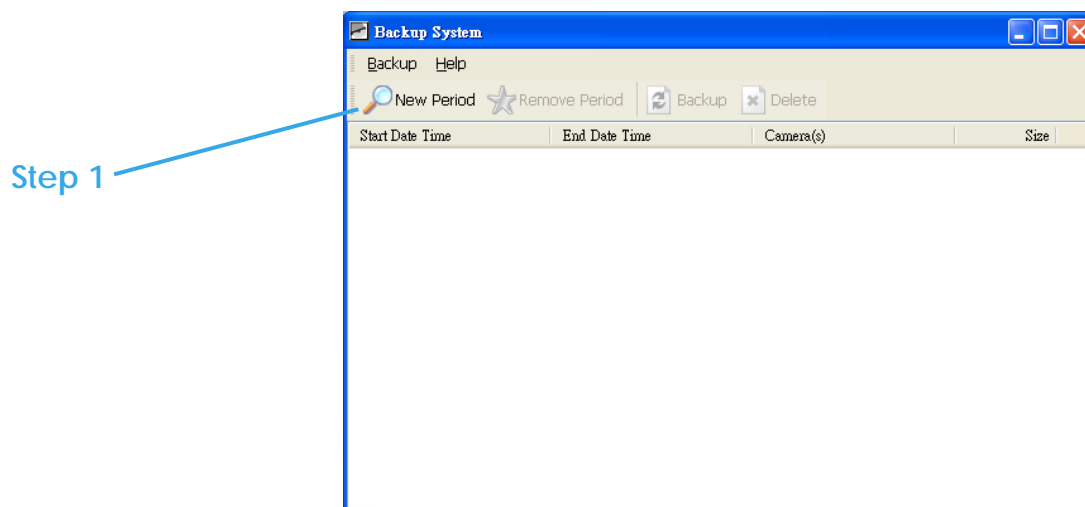 Backup System
Backup Help
New Period Remove Period Backup Delete
Start Date Time End Date Time Camera(s) Size
Step 1